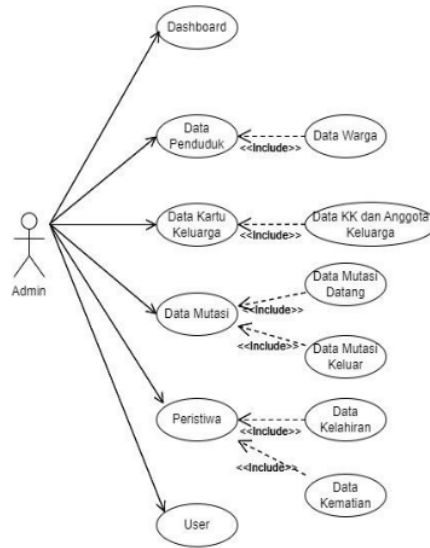 Dashboard
Data
Penduduk
<<Include>>
Data Warga
Data Kartu
Keluarga
<<Include>>
Data KK dan Anggota
Keluarga
Admin
Data Mutasi
<<Include>>
Data Mutasi
Datang
<<Include>>
Data Mutasi
Keluar
Peristiwa
<<Include>>
Data
Kelahiran
<<Include>>
Data
Kematian
User